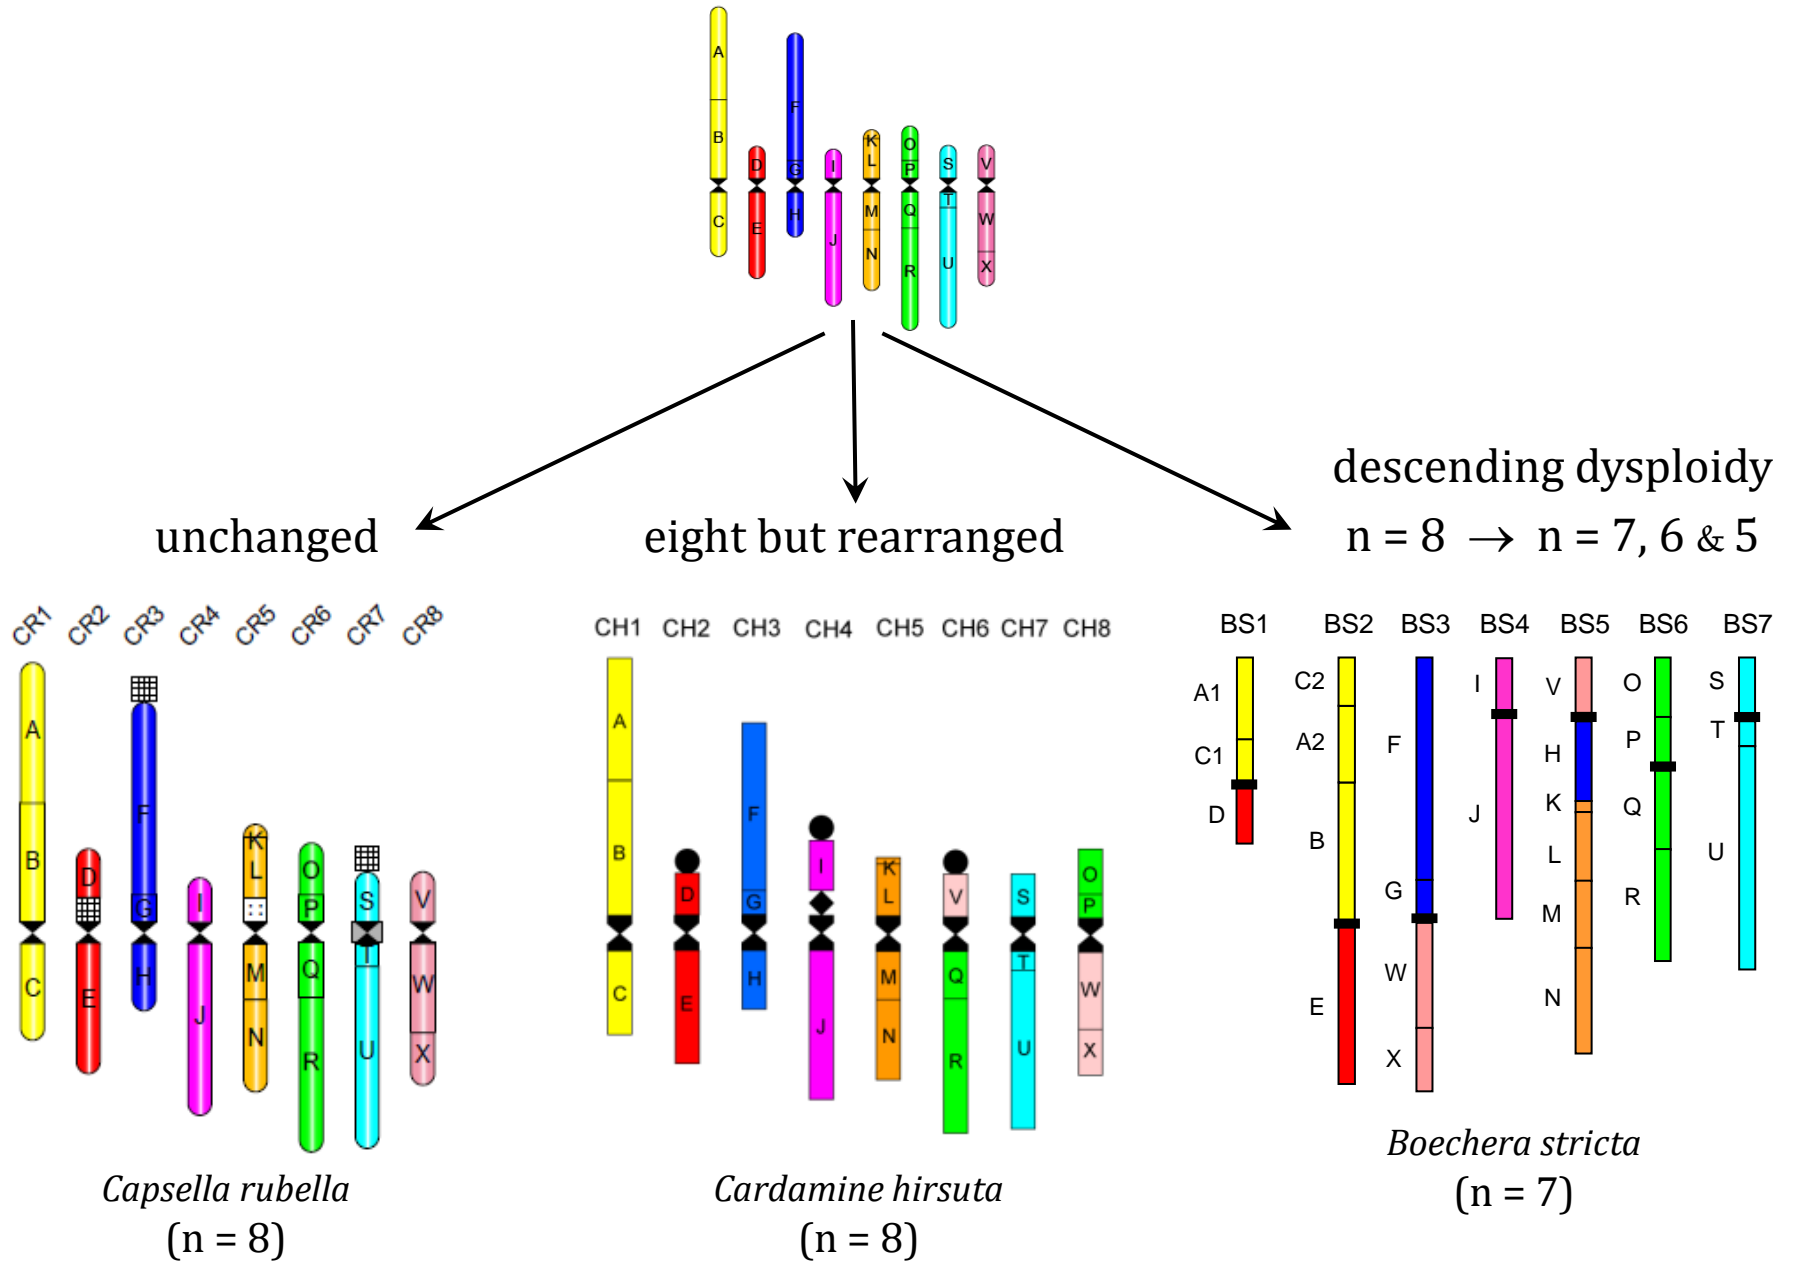 A
B
C
D
E
F
G
H
I
J
K
L
M
N
O
P
Q
R
S
T
U
V
W
X
unchanged
eight but rearranged
descending dysploidy
n = 8 → n = 7, 6 & 5
CR1 CR2 CR3 CR4 CR5 CR6 CR7 CR8
A
B
C
D
E
F
G
H
I
J
K
L
M
N
O
P
Q
R
S
T
U
V
W
X
Capsella rubella
(n = 8)
CH1 CH2 CH3 CH4 CH5 CH6 CH7 CH8
A
B
C
D
E
F
G
H
I
J
K
L
M
N
V
Q
R
S
T
U
O
P
W
X
Cardamine hirsuta
(n = 8)
BS1 BS2 BS3 BS4 BS5 BS6 BS7
A1
C1
D
C2
A2
B
E
F
G
W
X
I
J
V
H
K
L
M
N
O
P
Q
R
S
T
U
Boechera stricta
(n = 7)